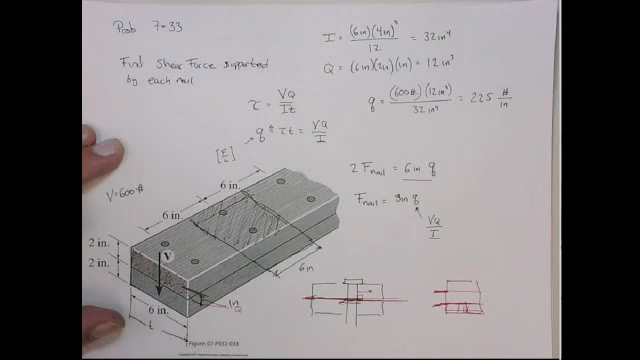 Prob 7-33
Find Shear Force supported
by each nail
τ = VQ / It
q = τt = VQ / I
[F/L]
I = (6in)(4in)³ / 12 = 32in⁴
Q = (6in)(2in)(1in) = 12in³
q = (600#)(12in³) / 32in⁴ = 225 #/in
2 Fnail = 6in q
Fnail = 3in q
VQ / I
V=600#
6 in.
6 in.
2 in.
2 in.
V
6 in
1in
Q
6 in.
t
Figure: 07-P032-033